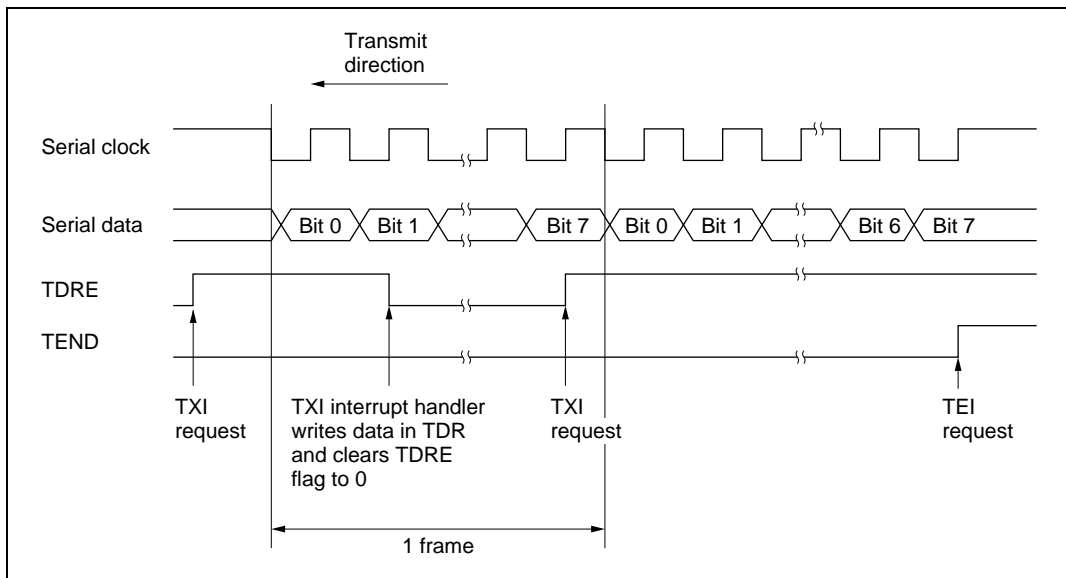 Transmit
direction
Serial clock
Serial data
Bit 0
Bit 1
Bit 7
Bit 0
Bit 1
Bit 6
Bit 7
TDRE
TEND
TXI
request
TXI interrupt handler
writes data in TDR
and clears TDRE
flag to 0
TXI
request
TEI
request
1 frame